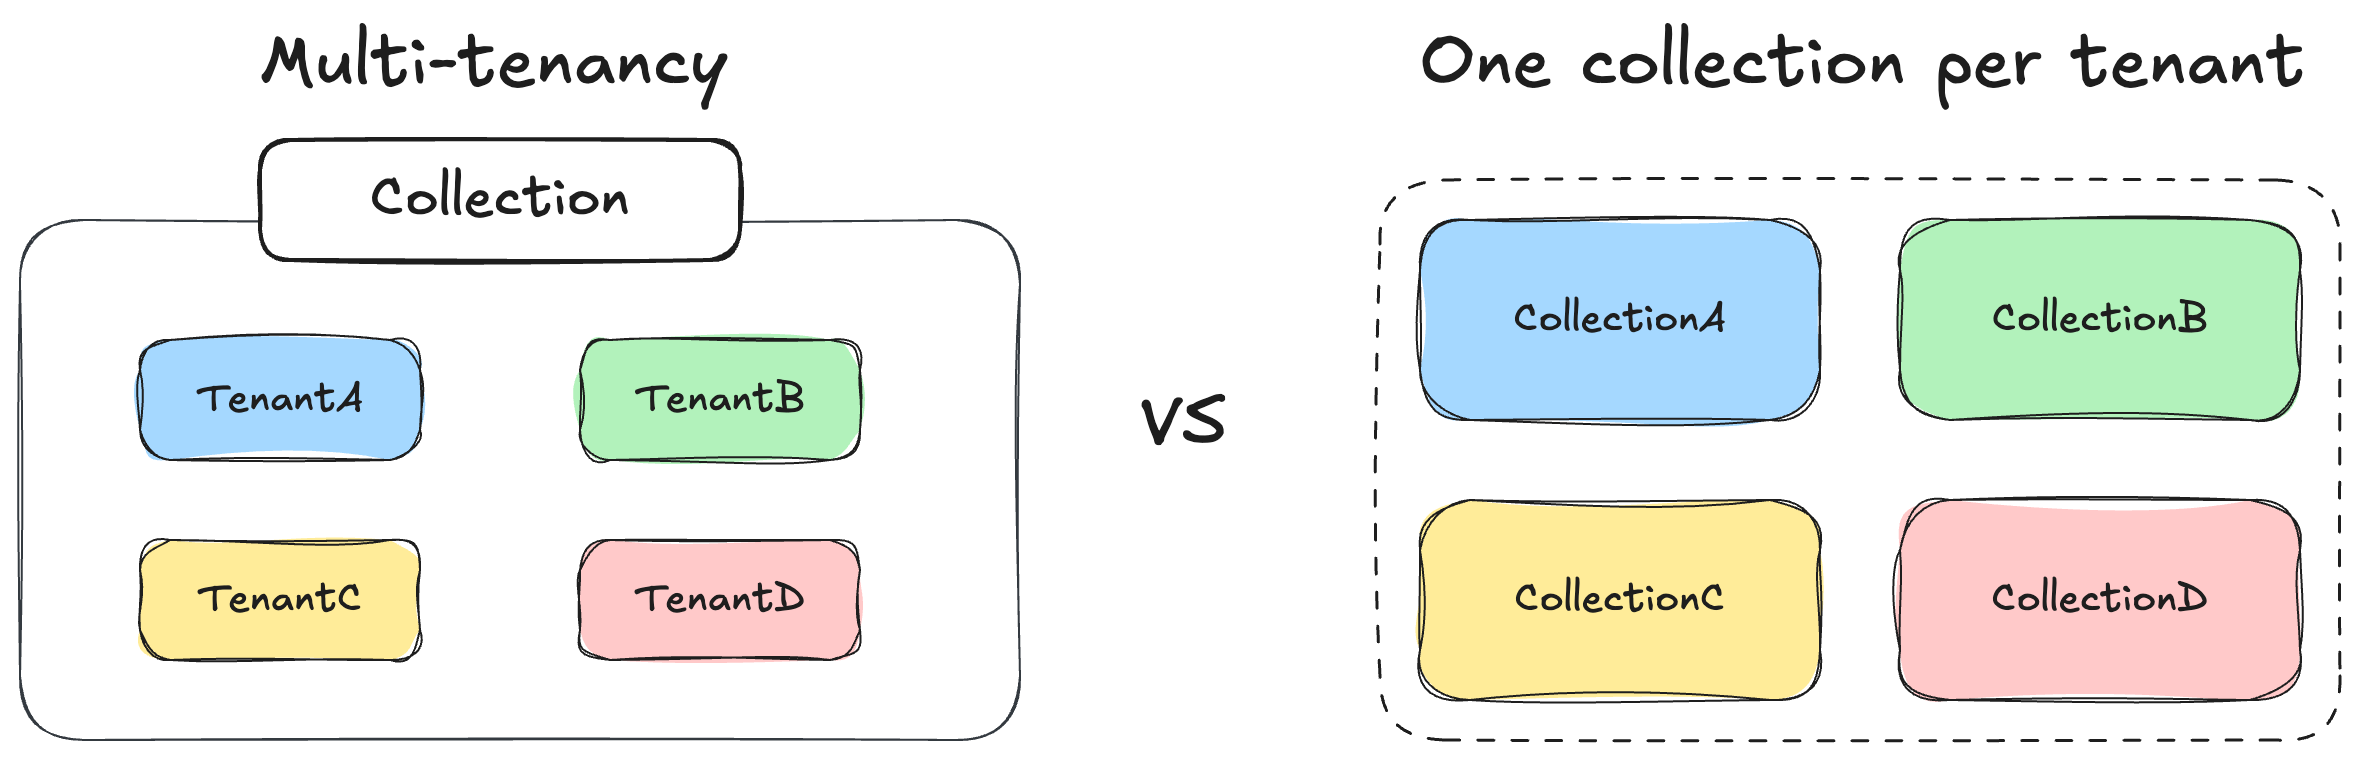 Multi-tenancy
Collection
TenantA
TenantB
TenantC
TenantD
vs
One collection per tenant
CollectionA
CollectionB
CollectionC
CollectionD